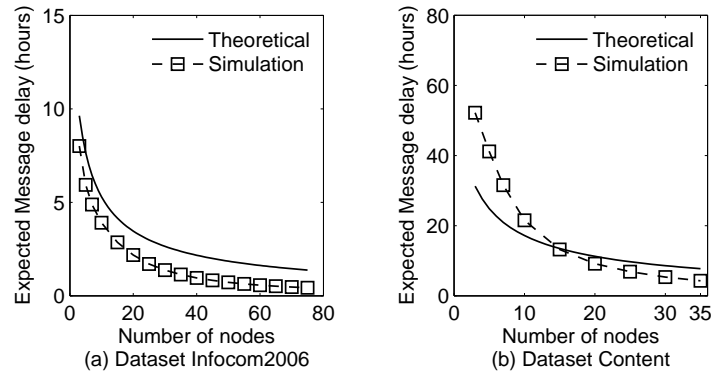 15
10
5
0
Expected Message delay (hours)
Theoretical
Simulation
0 20 40 60 80
Number of nodes
(a) Dataset Infocom2006
80
60
40
20
0
Expected Message delay (hours)
Theoretical
Simulation
0 10 20 30 35
Number of nodes
(b) Dataset Content